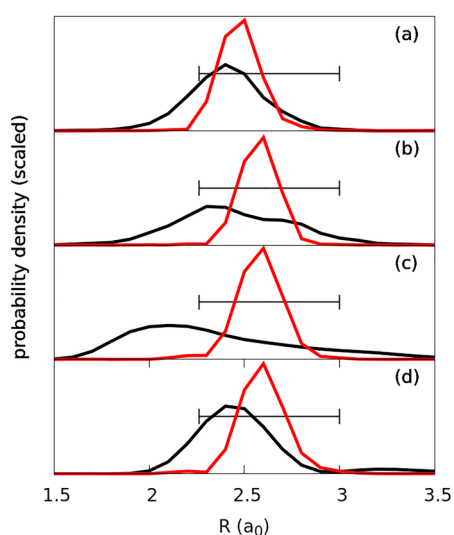 (a)
(b)
(c)
(d)
probability density (scaled)
1.5 2 2.5 3 3.5
R (a₀)